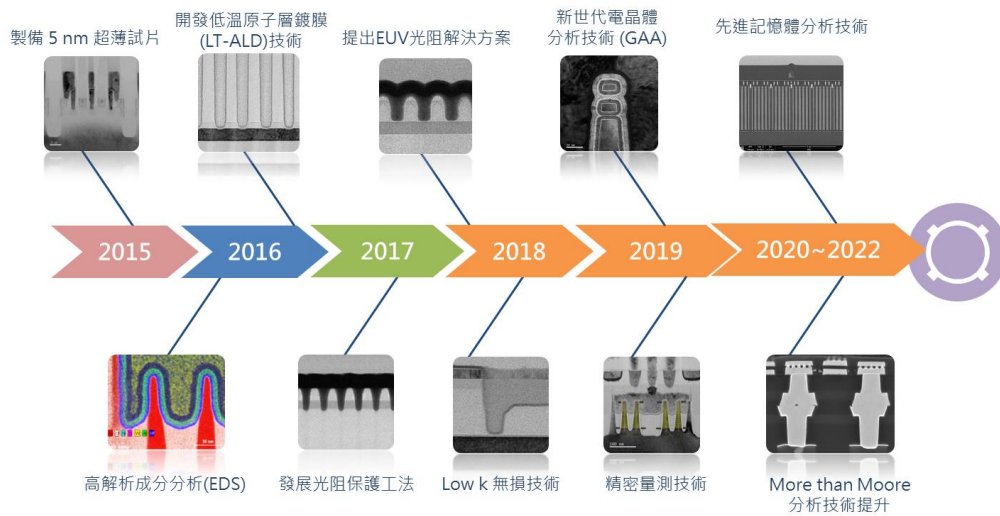 製備 5 nm 超薄試片
開發低溫原子層鍍膜
(LT-ALD)技術
提出EUV光阻解決方案
新世代電晶體
分析技術 (GAA)
先進記憶體分析技術
2015
2016
2017
2018
2019
2020~2022
高解析成分分析(EDS)
發展光阻保護工法
Low k 無損技術
精密量測技術
More than Moore
分析技術提升